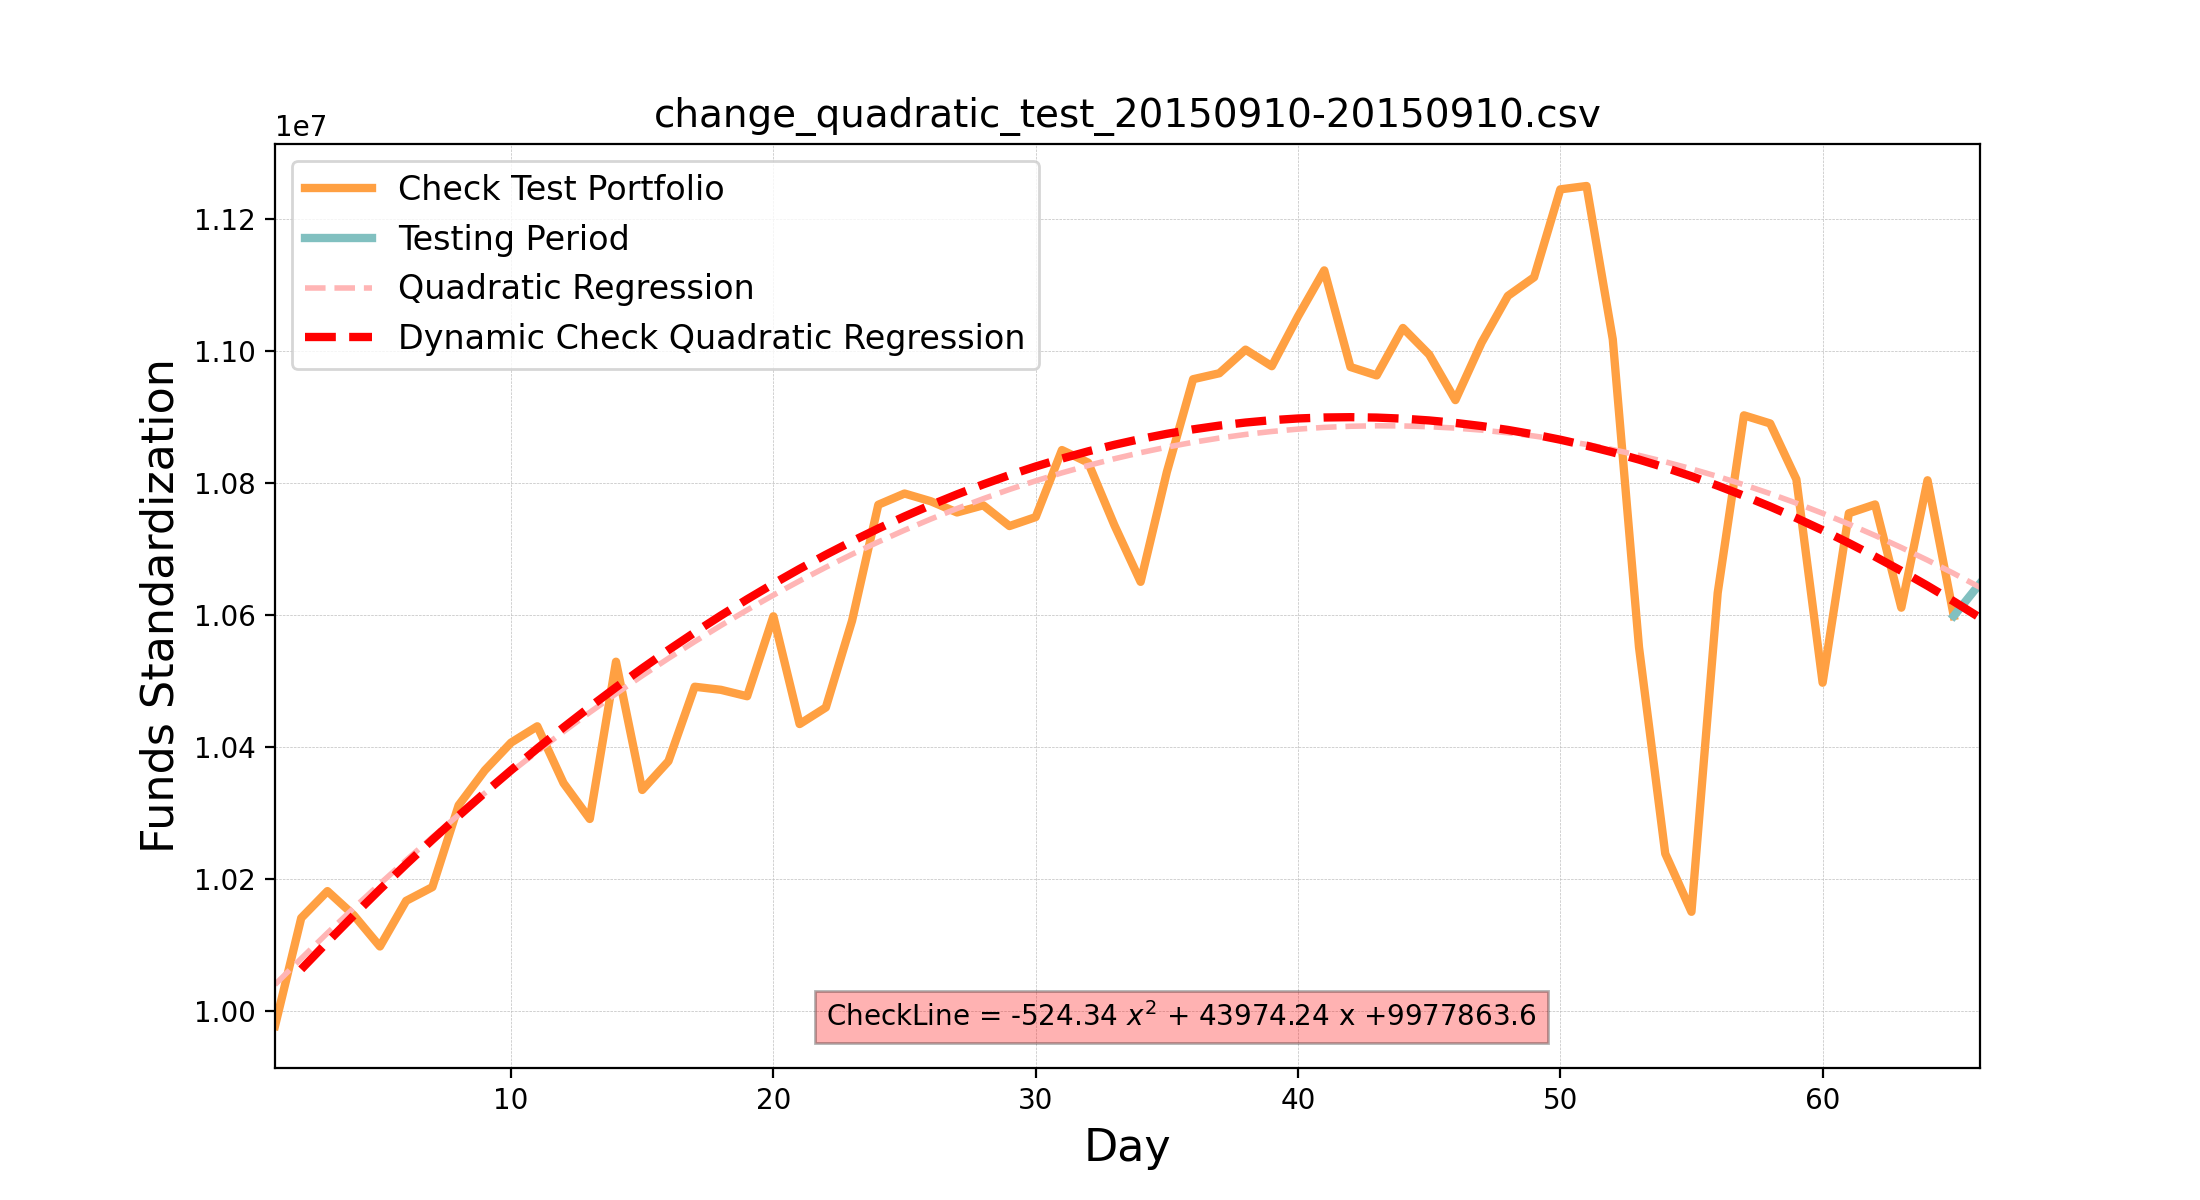 change_quadratic_test_20150910-20150910.csv
1e7
Check Test Portfolio
Testing Period
Quadratic Regression
Dynamic Check Quadratic Regression
1.12
1.10
1.08
1.06
1.04
1.02
1.00
Funds Standardization
CheckLine = -524.34 x² + 43974.24 x +9977863.6
10 20 30 40 50 60
Day